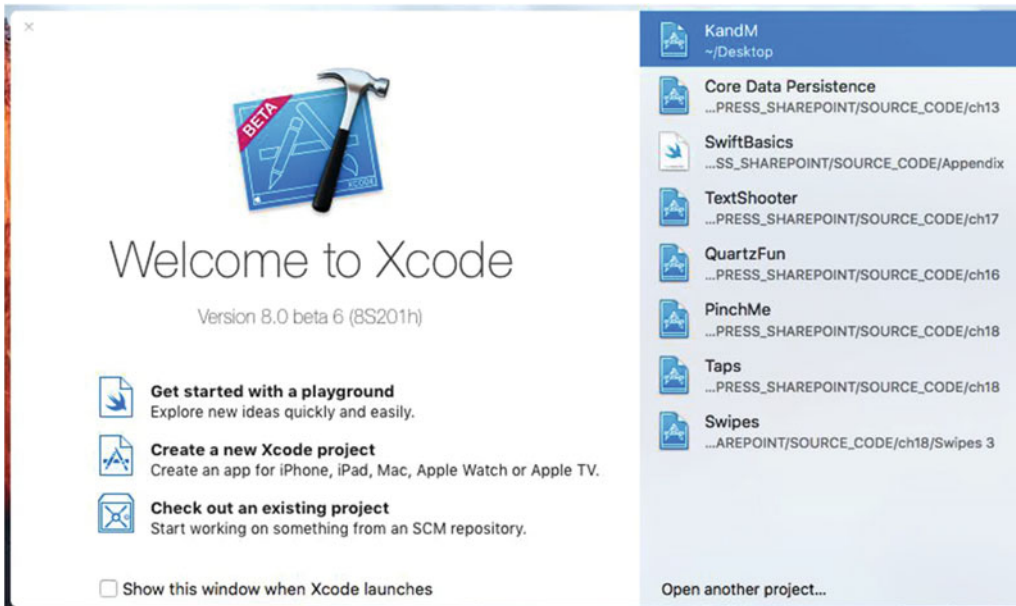 BETA
XCODE
Welcome to Xcode
Version 8.0 beta 6 (8S201h)
Get started with a playground
Explore new ideas quickly and easily.
Create a new Xcode project
Create an app for iPhone, iPad, Mac, Apple Watch or Apple TV.
Check out an existing project
Start working on something from an SCM repository.
Show this window when Xcode launches
KandM
~/Desktop
Core Data Persistence
...PRESS_SHAREPOINT/SOURCE_CODE/ch13
SwiftBasics
...SS_SHAREPOINT/SOURCE_CODE/Appendix
TextShooter
...PRESS_SHAREPOINT/SOURCE_CODE/ch17
QuartzFun
...PRESS_SHAREPOINT/SOURCE_CODE/ch16
PinchMe
...PRESS_SHAREPOINT/SOURCE_CODE/ch18
Taps
...PRESS_SHAREPOINT/SOURCE_CODE/ch18
Swipes
...AREPOINT/SOURCE_CODE/ch18/Swipes 3
Open another project...